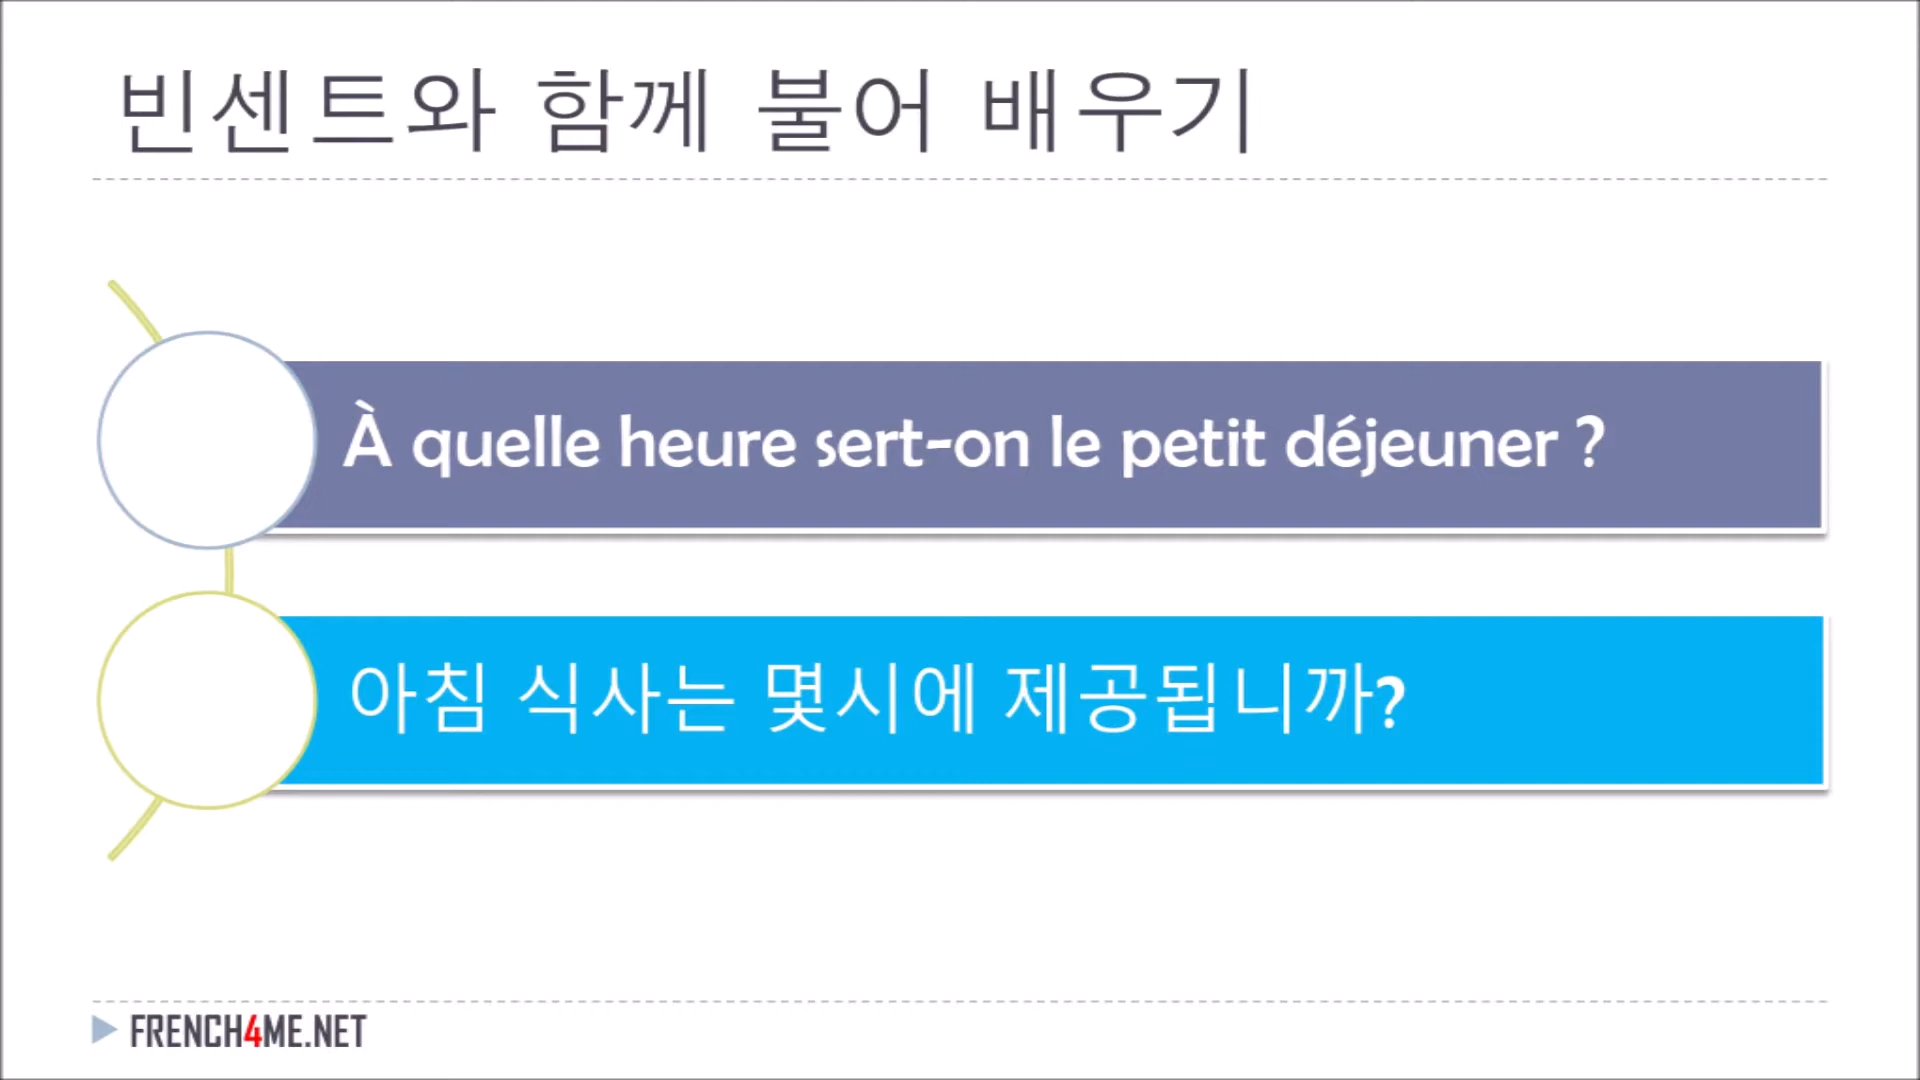 빈센트와 함께 불어 배우기
À quelle heure sert-on le petit déjeuner ?
아침 식사는 몇시에 제공됩니까?
FRENCH4ME.NET